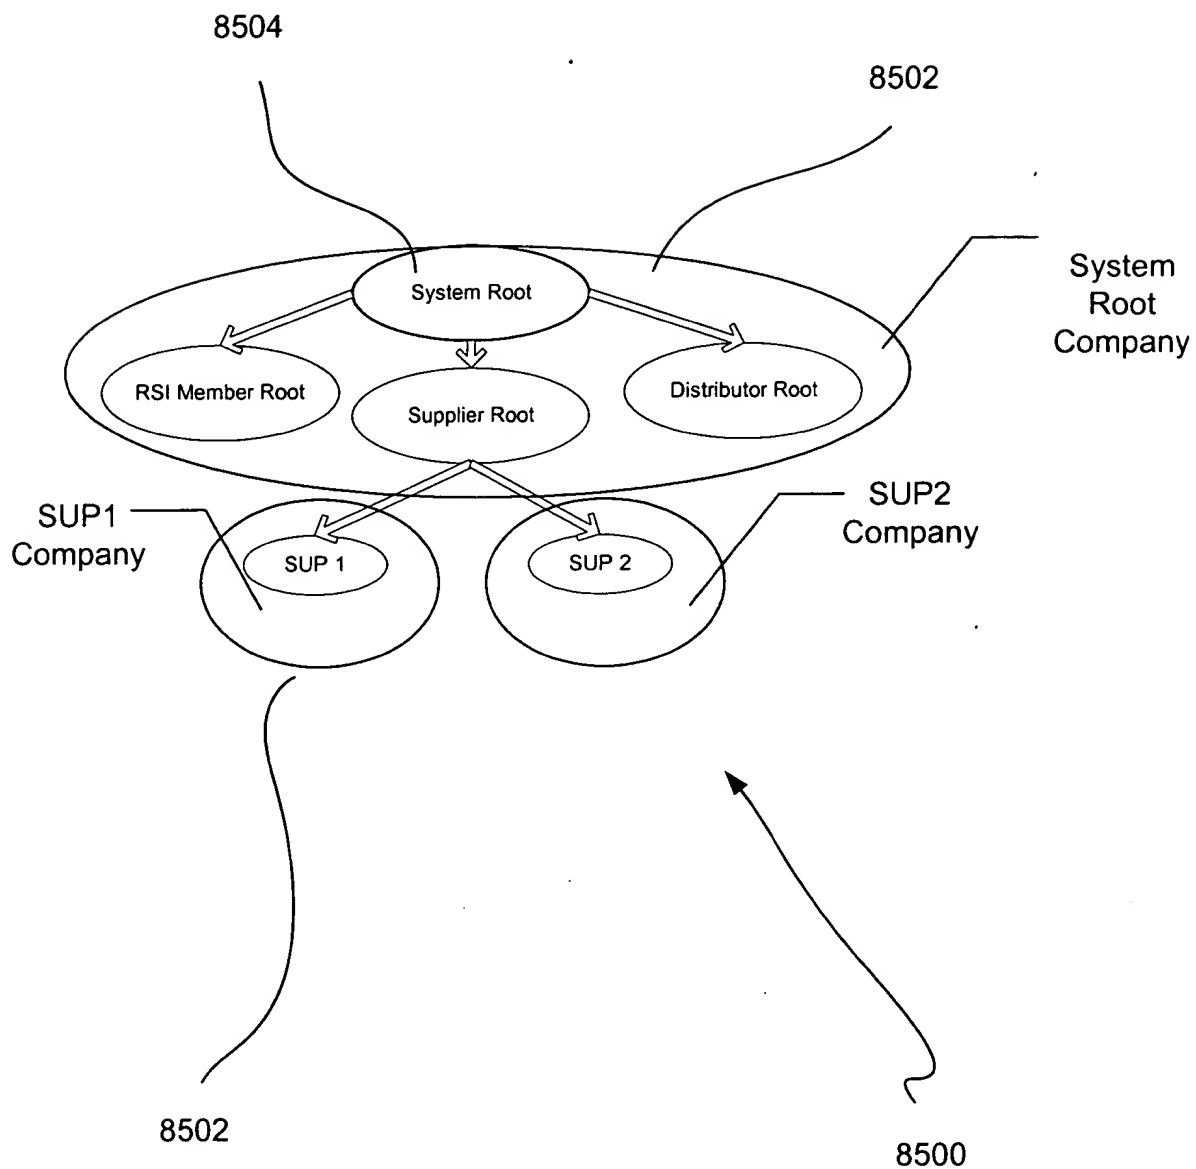 8504
8502
System
Root
Company
System Root
RSI Member Root
Supplier Root
Distributor Root
SUP1
Company
SUP2
Company
SUP 1
SUP 2
8502
8500